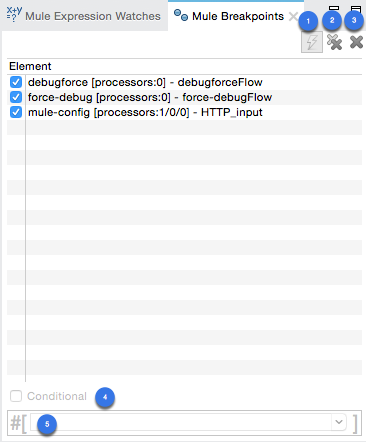 X+Y
=?
Mule Expression Watches
Mule Breakpoints
1
2
3
Element
debugforce [processors:0] - debugforceFlow
force-debug [processors:0] - force-debugFlow
mule-config [processors:1/0/0] - HTTP_input
Conditional 4
#[ 5 ]